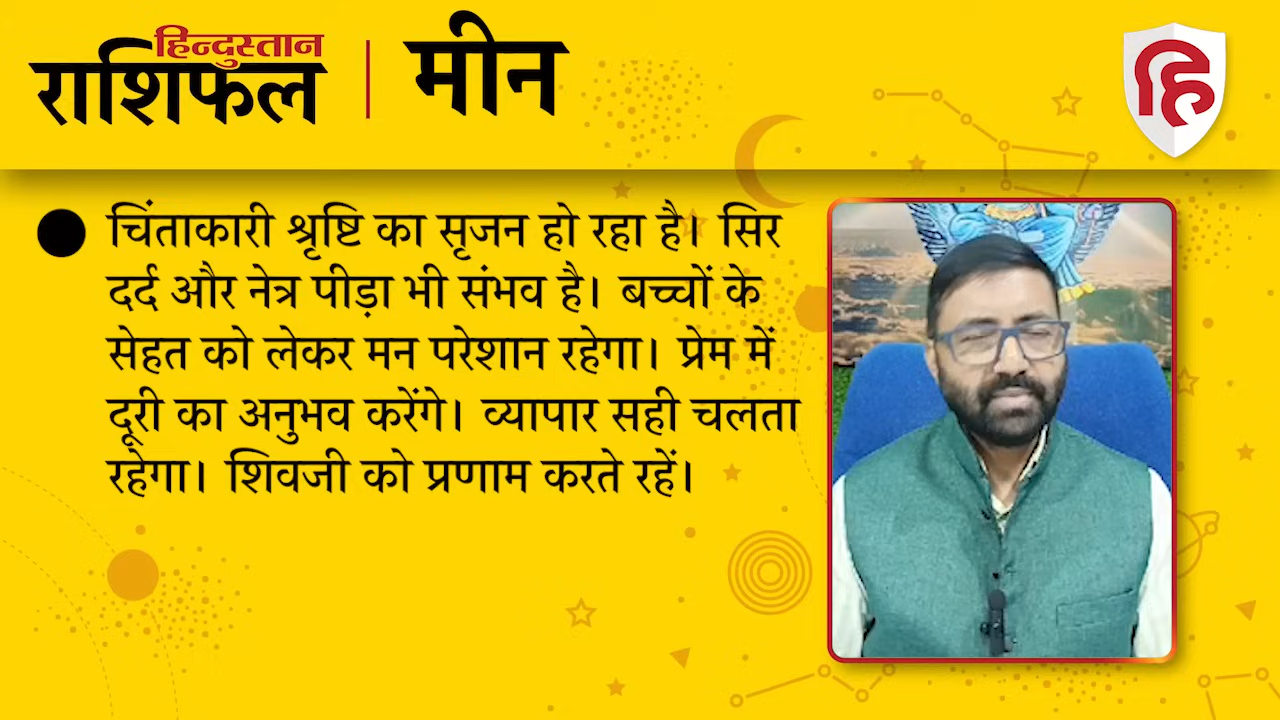 हिन्दुस्तान
राशिफल
मीन
हि
चिंताकारी श्रृष्टि का सृजन हो रहा है। सिर
दर्द और नेत्र पीड़ा भी संभव है। बच्चों के
सेहत को लेकर मन परेशान रहेगा। प्रेम में
दूरी का अनुभव करेंगे। व्यापार सही चलता
रहेगा। शिवजी को प्रणाम करते रहें।